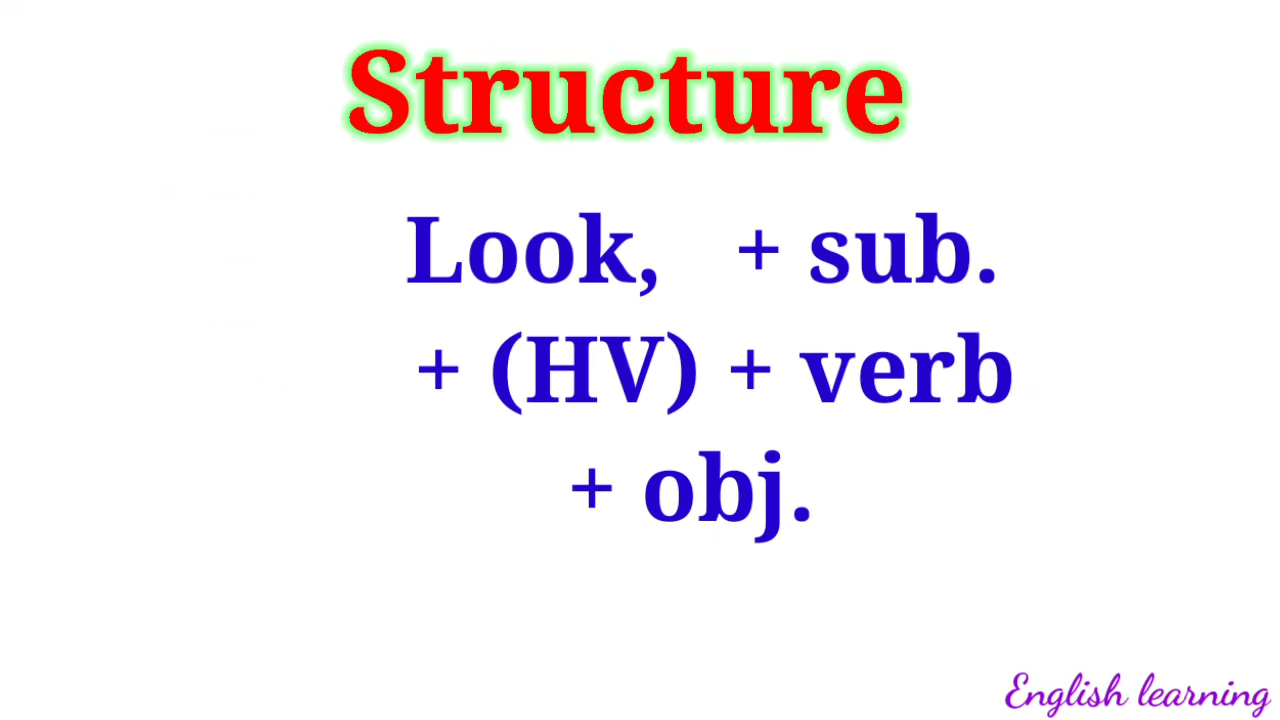 Structure
Look, + sub.
+ (HV) + verb
+ obj.
English learning